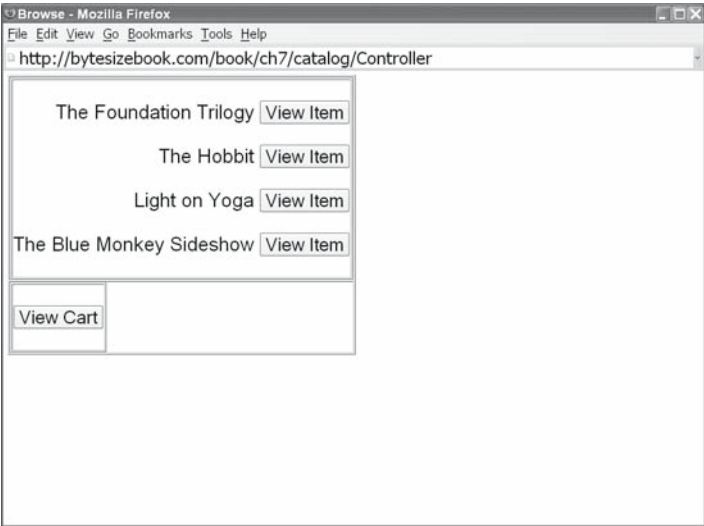 Browse - Mozilla Firefox
File Edit View Go Bookmarks Tools Help
http://bytesizebook.com/book/ch7/catalog/Controller
The Foundation Trilogy View Item
The Hobbit View Item
Light on Yoga View Item
The Blue Monkey Sideshow View Item
View Cart